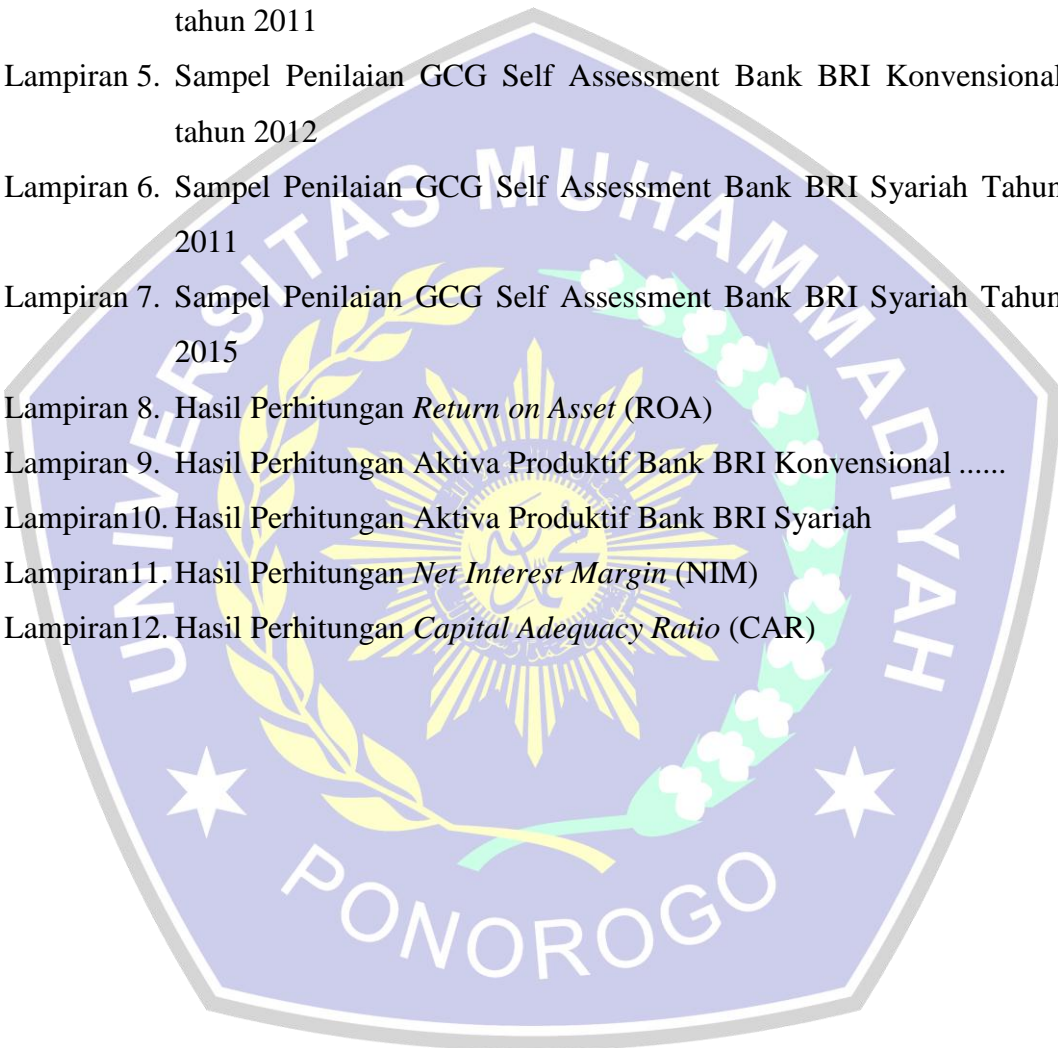 tahun 2011
Lampiran 5. Sampel Penilaian GCG Self Assessment Bank BRI Konvensional
tahun 2012
Lampiran 6. Sampel Penilaian GCG Self Assessment Bank BRI Syariah Tahun
2011
Lampiran 7. Sampel Penilaian GCG Self Assessment Bank BRI Syariah Tahun
2015
Lampiran 8. Hasil Perhitungan Return on Asset (ROA)
Lampiran 9. Hasil Perhitungan Aktiva Produktif Bank BRI Konvensional ......
Lampiran10. Hasil Perhitungan Aktiva Produktif Bank BRI Syariah
Lampiran11. Hasil Perhitungan Net Interest Margin (NIM)
Lampiran12. Hasil Perhitungan Capital Adequacy Ratio (CAR)
UNIVERSITAS MUHAMMADIYAH
PONOROGO